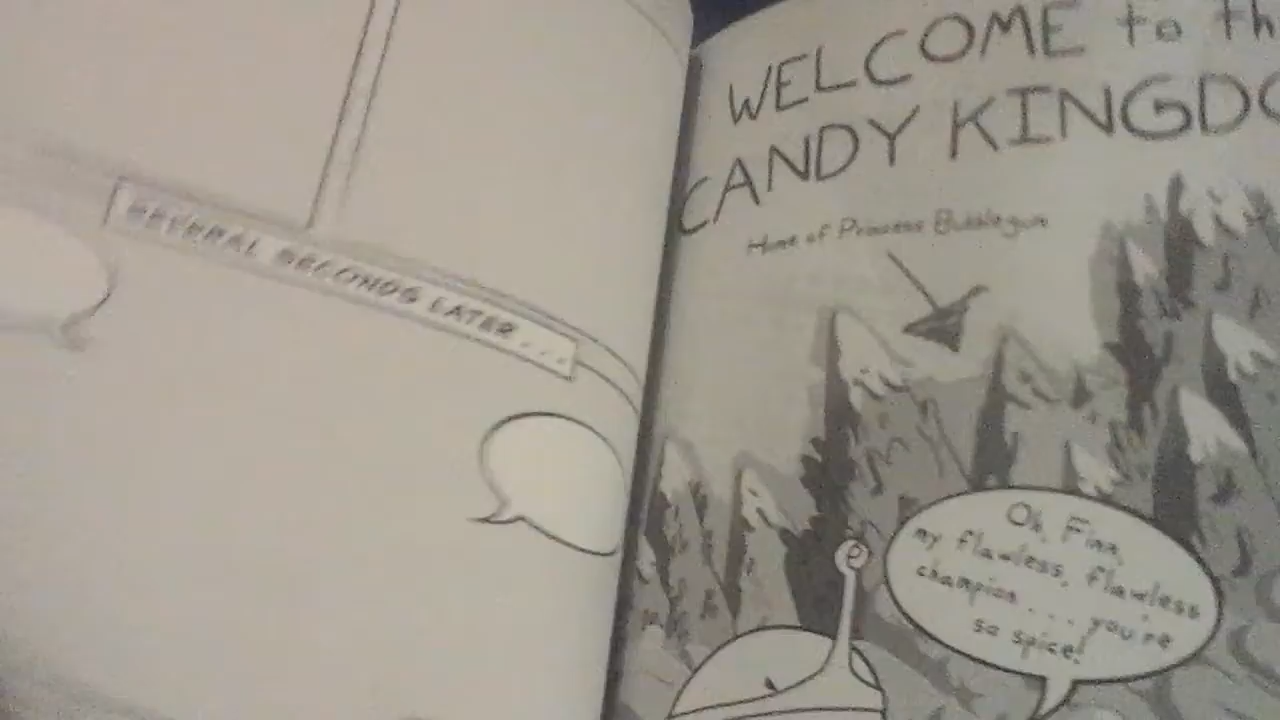 SEVERAL SECONDS LATER...
WELCOME to th
CANDY KINGDO
Home of Princess Bubblegum
Oh, Finn,
my flawless, flawless
champion... you're
so spice!